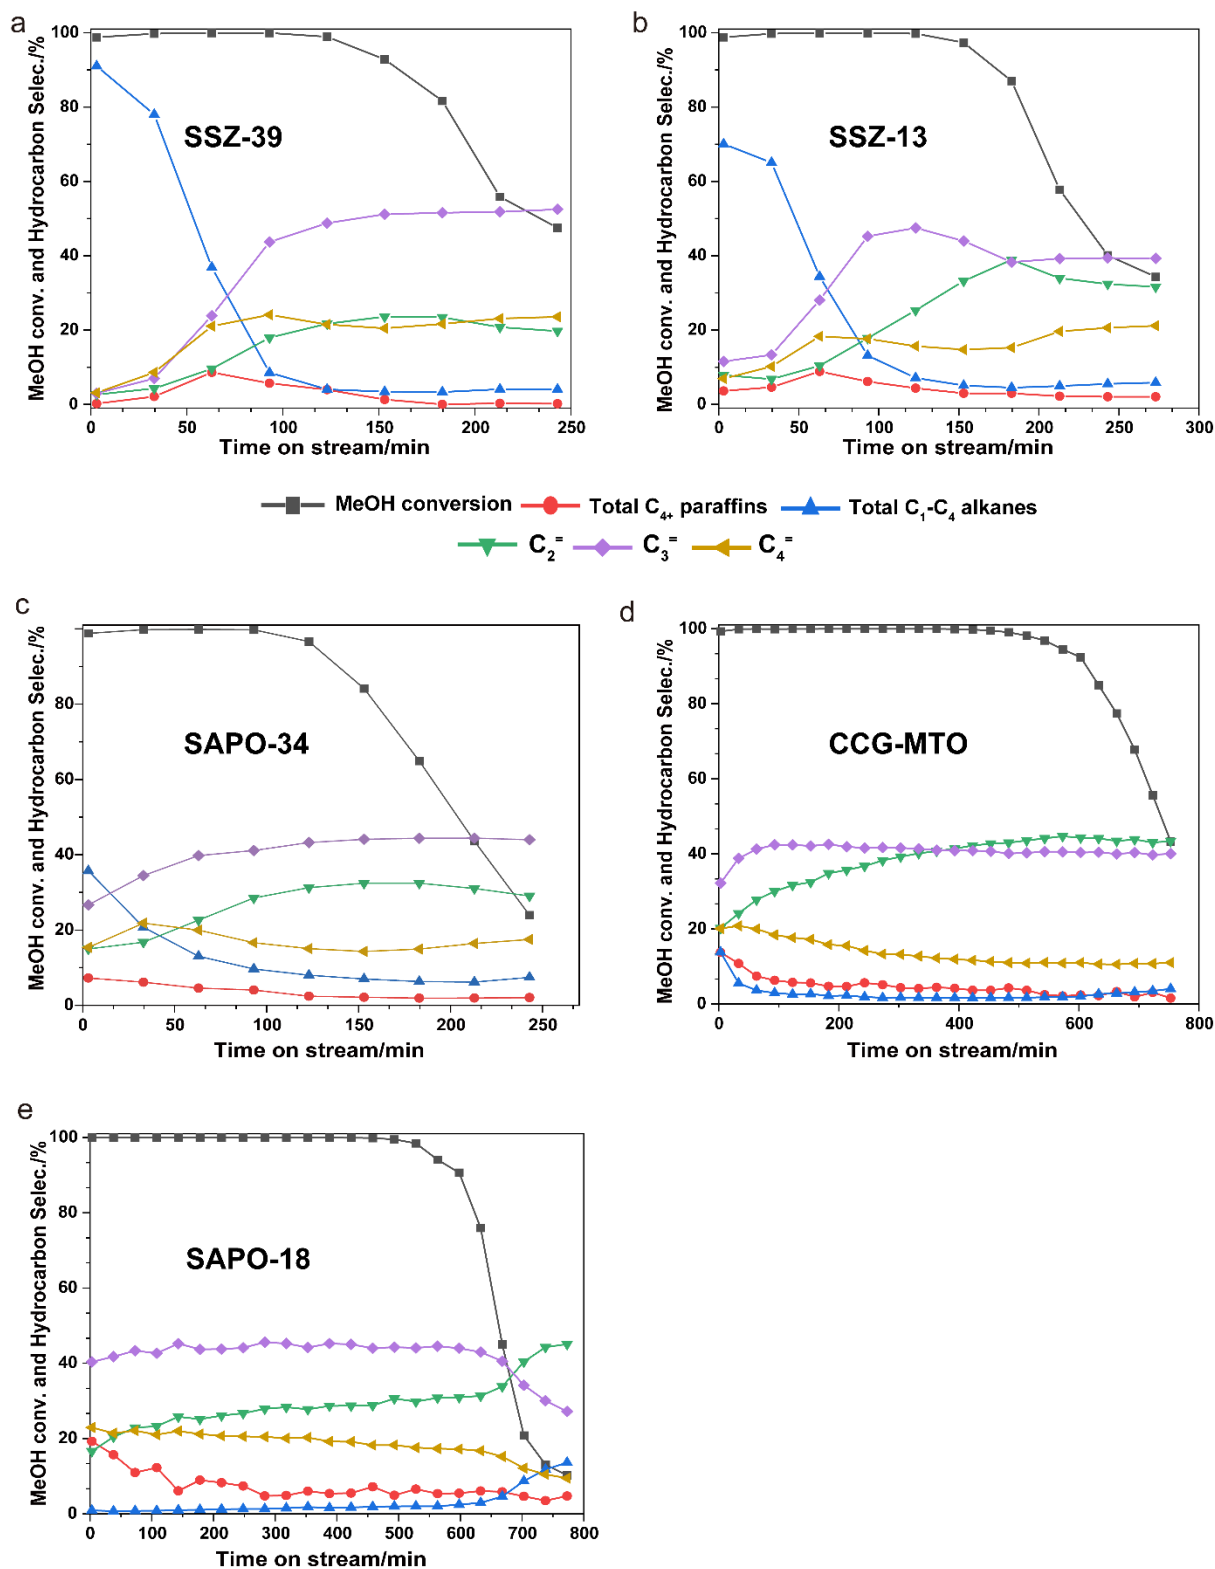 a
MeOH conv. and Hydrocarbon Selec./%
100
80
60
40
20
0
SSZ-39
0 50 100 150 200 250
Time on stream/min
b
MeOH conv. and Hydrocarbon Selec./%
100
80
60
40
20
0
SSZ-13
0 50 100 150 200 250 300
Time on stream/min
MeOH conversion Total C₄₊ paraffins Total C₁-C₄ alkanes
C₂⁼ C₃⁼ C₄⁼
c
MeOH conv. and Hydrocarbon Selec./%
80
60
40
20
0
SAPO-34
0 50 100 150 200 250
Time on stream/min
d
MeOH conv. and Hydrocarbon Selec./%
100
80
60
40
20
0
CCG-MTO
0 200 400 600 800
Time on stream/min
e
MeOH conv. and Hydrocarbon Selec./%
100
80
60
40
20
0
SAPO-18
0 100 200 300 400 500 600 700 800
Time on stream/min